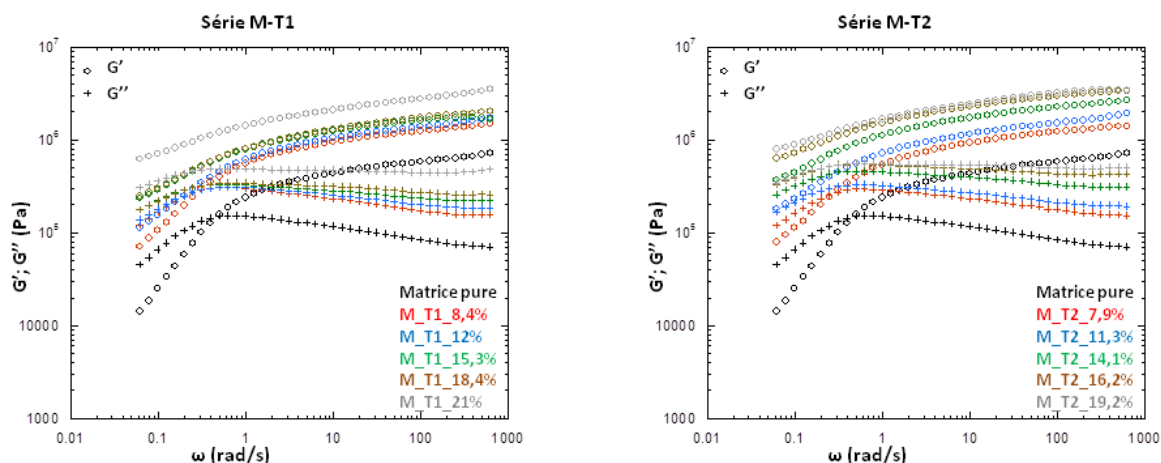 Série M-T1
10⁷
10⁶
10⁵
10000
1000
G'; G'' (Pa)
G'
G''
Matrice pure
M_T1_8,4%
M_T1_12%
M_T1_15,3%
M_T1_18,4%
M_T1_21%
0.01 0.1 1 10 100 1000
ω (rad/s)
Série M-T2
10⁷
10⁶
10⁵
10000
1000
G'; G'' (Pa)
G'
G''
Matrice pure
M_T2_7,9%
M_T2_11,3%
M_T2_14,1%
M_T2_16,2%
M_T2_19,2%
0.01 0.1 1 10 100 1000
ω (rad/s)